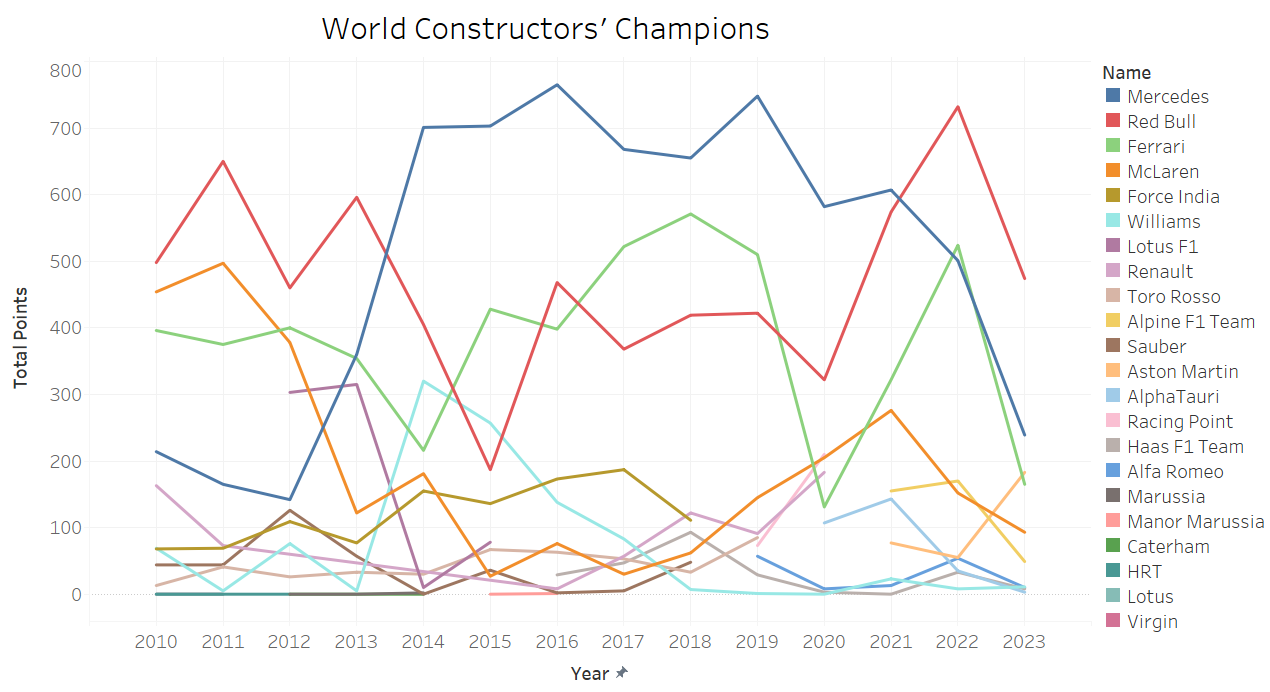 World Constructors’ Champions
Total Points
800
700
600
500
400
300
200
100
0
2010 2011 2012 2013 2014 2015 2016 2017 2018 2019 2020 2021 2022 2023
Year
Name
Mercedes
Red Bull
Ferrari
McLaren
Force India
Williams
Lotus F1
Renault
Toro Rosso
Alpine F1 Team
Sauber
Aston Martin
AlphaTauri
Racing Point
Haas F1 Team
Alfa Romeo
Marussia
Manor Marussia
Caterham
HRT
Lotus
Virgin